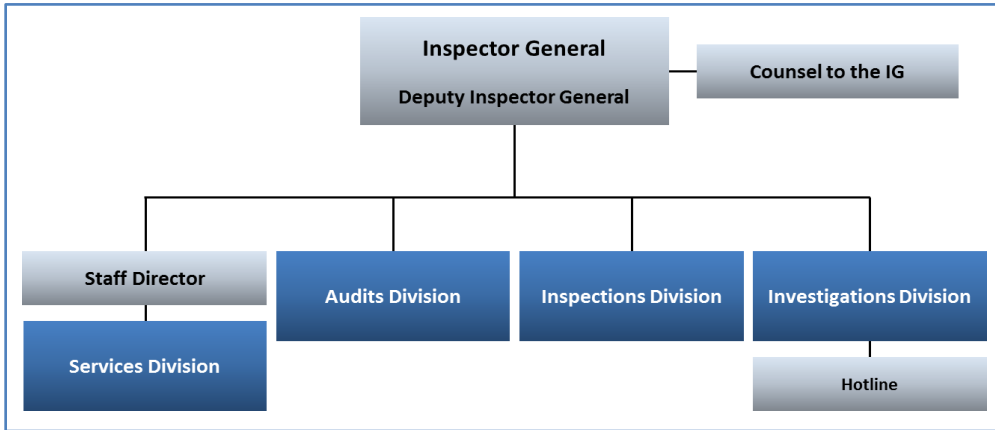 Inspector General
Deputy Inspector General
Counsel to the IG
Staff Director
Audits Division
Inspections Division
Investigations Division
Services Division
Hotline